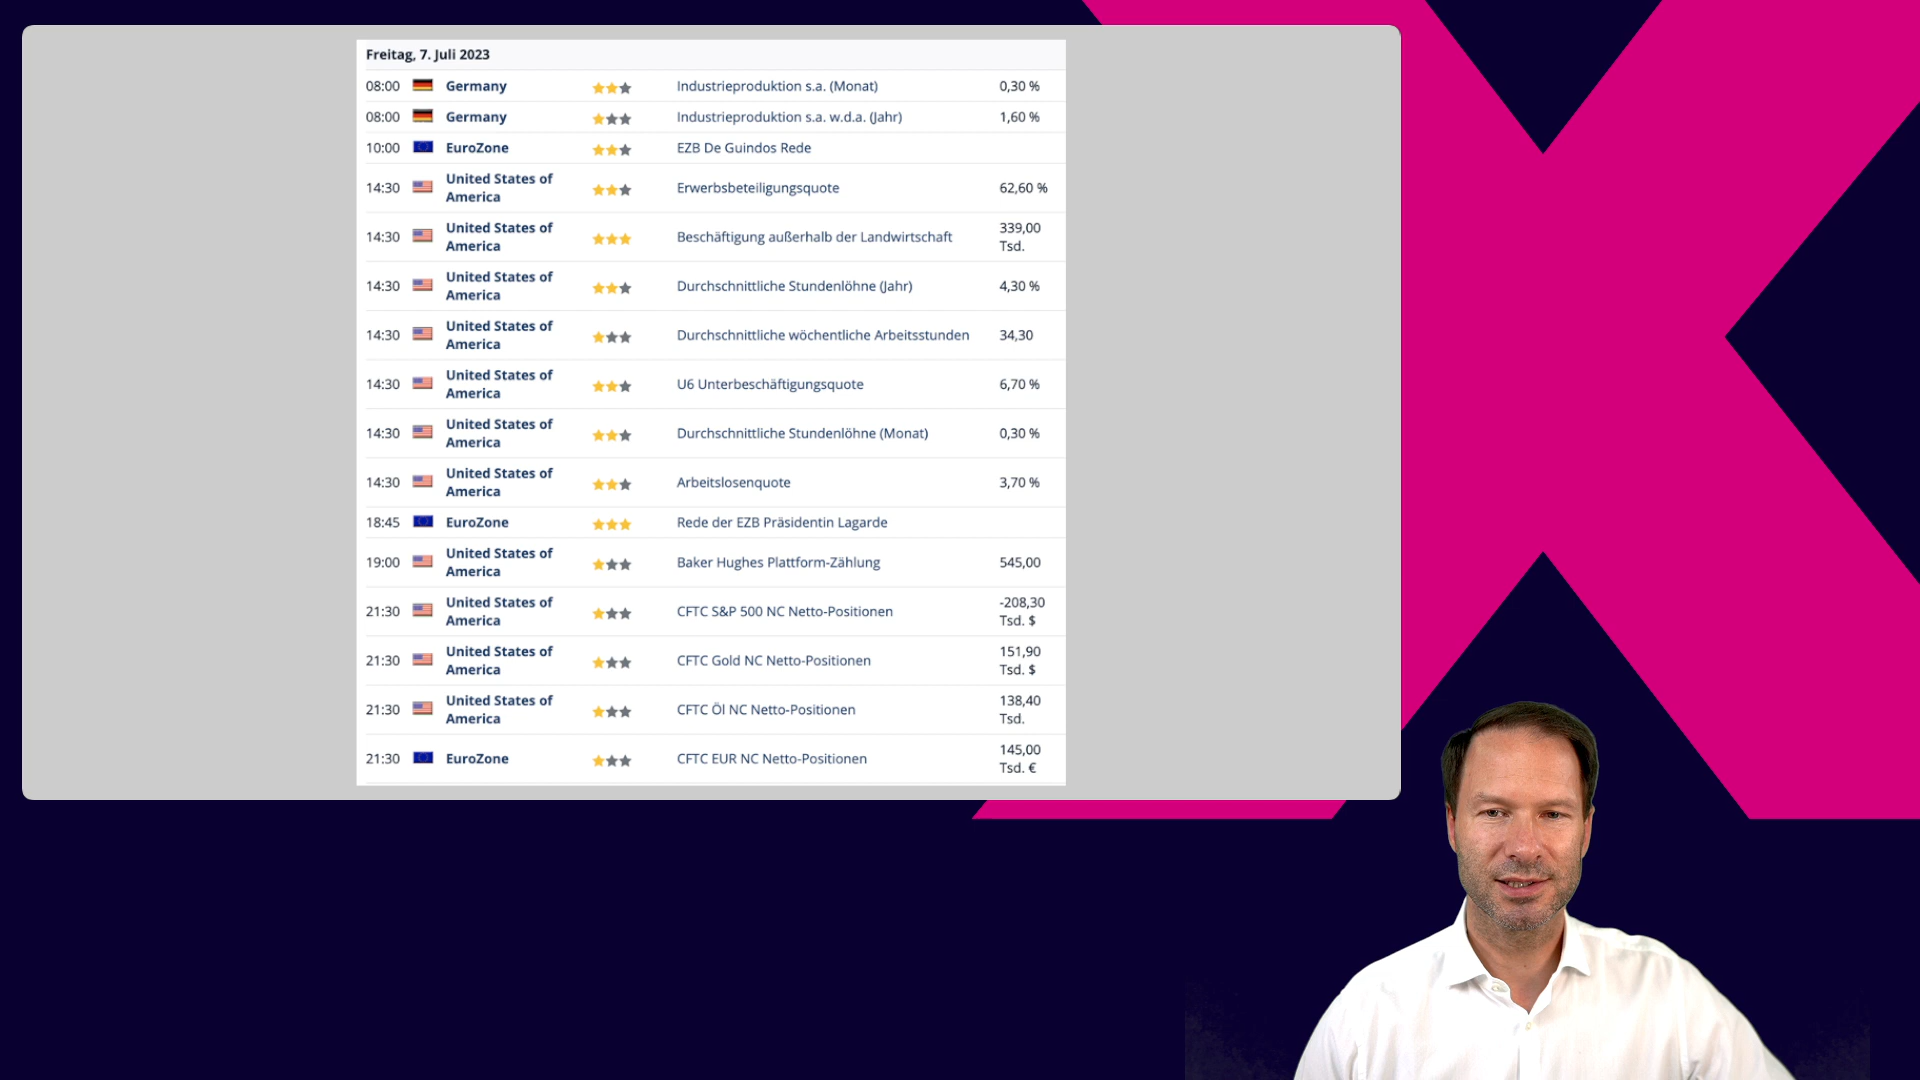 Freitag, 7. Juli 2023
08:00 Germany Industrieproduktion s.a. (Monat) 0,30 %
08:00 Germany Industrieproduktion s.a. w.d.a. (Jahr) 1,60 %
10:00 EuroZone EZB De Guindos Rede
14:30 United States of America Erwerbsbeteiligungsquote 62,60 %
14:30 United States of America Beschäftigung außerhalb der Landwirtschaft 339,00 Tsd.
14:30 United States of America Durchschnittliche Stundenlöhne (Jahr) 4,30 %
14:30 United States of America Durchschnittliche wöchentliche Arbeitsstunden 34,30
14:30 United States of America U6 Unterbeschäftigungsquote 6,70 %
14:30 United States of America Durchschnittliche Stundenlöhne (Monat) 0,30 %
14:30 United States of America Arbeitslosenquote 3,70 %
18:45 EuroZone Rede der EZB Präsidentin Lagarde
19:00 United States of America Baker Hughes Plattform-Zählung 545,00
21:30 United States of America CFTC S&P 500 NC Netto-Positionen -208,30 Tsd. $
21:30 United States of America CFTC Gold NC Netto-Positionen 151,90 Tsd. $
21:30 United States of America CFTC Öl NC Netto-Positionen 138,40 Tsd.
21:30 EuroZone CFTC EUR NC Netto-Positionen 145,00 Tsd. €